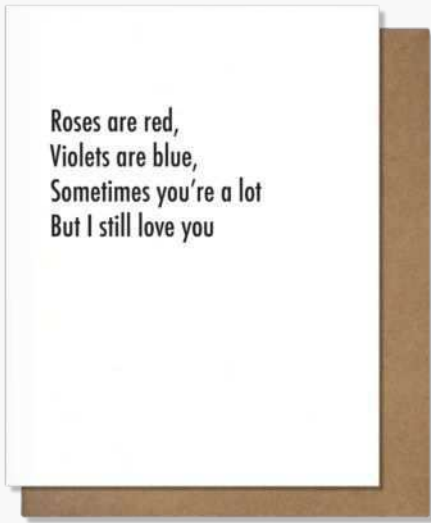 Roses are red,
Violets are blue,
Sometimes you're a lot
But I still love you